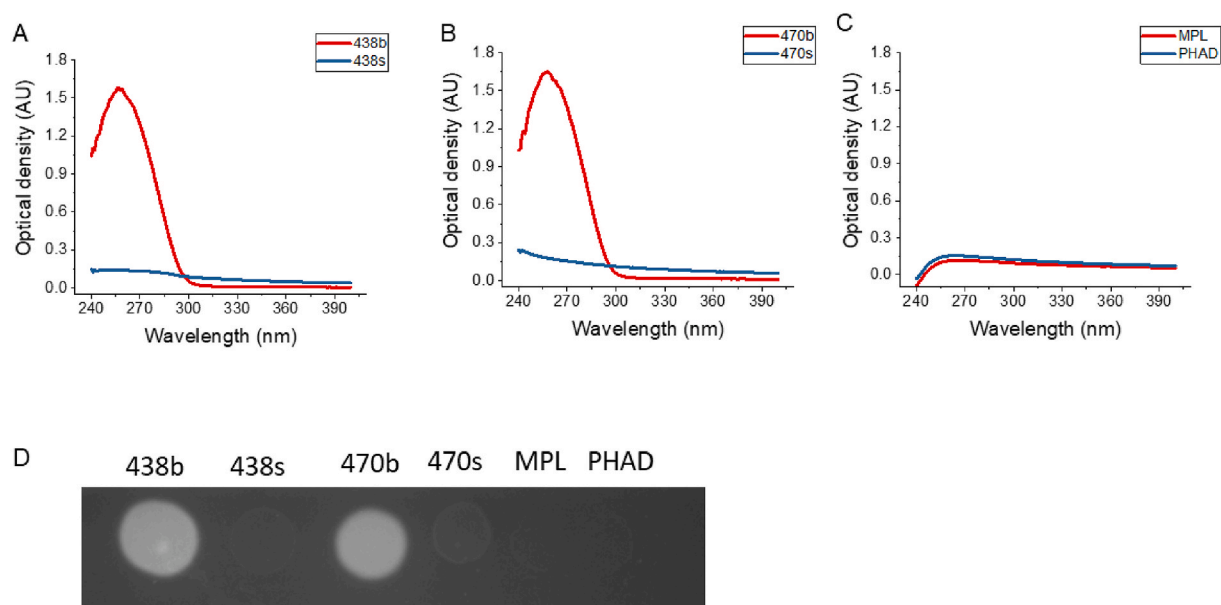 A
438b
438s
Optical density (AU)
1.8
1.5
1.2
0.9
0.6
0.3
0.0
240 270 300 330 360 390
Wavelength (nm)
B
470b
470s
Optical density (AU)
1.8
1.5
1.2
0.9
0.6
0.3
0.0
240 270 300 330 360 390
Wavelength (nm)
C
MPL
PHAD
Optical density (AU)
1.8
1.5
1.2
0.9
0.6
0.3
0.0
240 270 300 330 360 390
Wavelength (nm)
D
438b 438s 470b 470s MPL PHAD